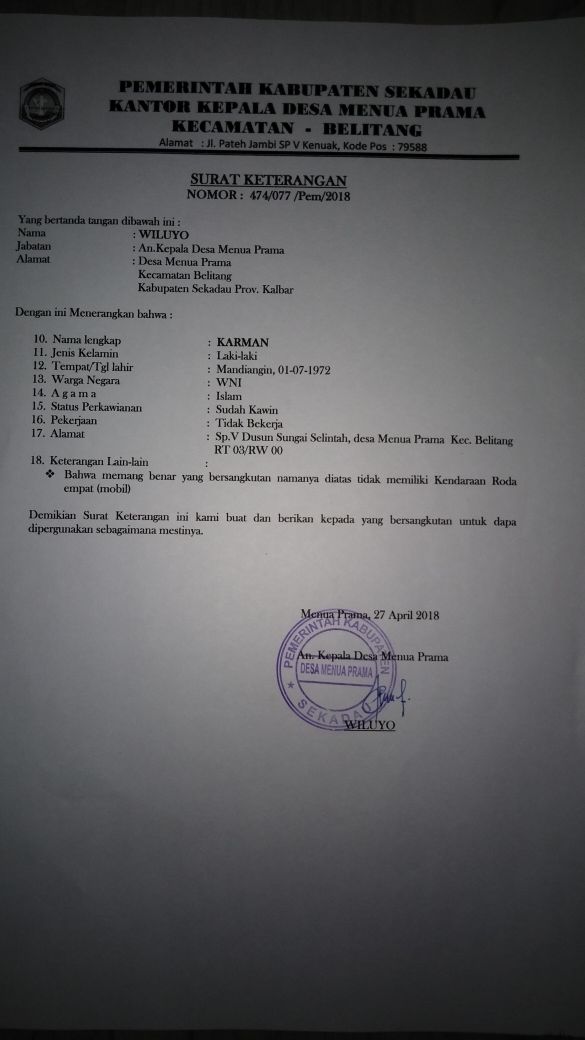 PEMERINTAH KABUPATEN SEKADAU
KANTOR KEPALA DESA MENUA PRAMA
KECAMATAN - BELITANG
Alamat : Jl. Pateh Jambi SP V Kenuak, Kode Pos : 79588
SURAT KETERANGAN
NOMOR : 474/077 /Pem/2018
Yang bertanda tangan dibawah ini :
Nama : WILUYO
Jabatan : An.Kepala Desa Menua Prama
Alamat : Desa Menua Prama
Kecamatan Belitang
Kabupaten Sekadau Prov. Kalbar
Dengan ini Menerangkan bahwa :
10. Nama lengkap : KARMAN
11. Jenis Kelamin : Laki-laki
12. Tempat/Tgl lahir : Mandiangin, 01-07-1972
13. Warga Negara : WNI
14. A g a m a : Islam
15. Status Perkawianan : Sudah Kawin
16. Pekerjaan : Tidak Bekerja
17. Alamat : Sp.V Dusun Sungai Selintah, desa Menua Prama Kec. Belitang
RT 03/RW 00
18. Keterangan Lain-lain :
❖ Bahwa memang benar yang bersangkutan namanya diatas tidak memiliki Kendaraan Roda
empat (mobil)
Demikian Surat Keterangan ini kami buat dan berikan kepada yang bersangkutan untuk dapa
dipergunakan sebagaimana mestinya.
Menua Prama, 27 April 2018
An. Kepala Desa Menua Prama
PEMERINTAH KABUPATEN
DESA MENUA PRAMA
SEKADAU
WILUYO